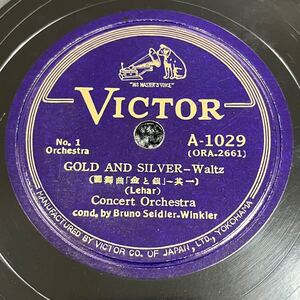 "HIS MASTER'S VOICE"
VICTOR
No. 1
Orchestra
A-1029
(ORA.2661)
GOLD AND SILVER—Waltz
(圓舞曲「金と銀」—其一)
(Lehar)
Concert Orchestra
cond. by Bruno Seidler-Winkler
MANUFACTURED BY VICTOR CO. OF JAPAN, LTD., YOKOHAMA